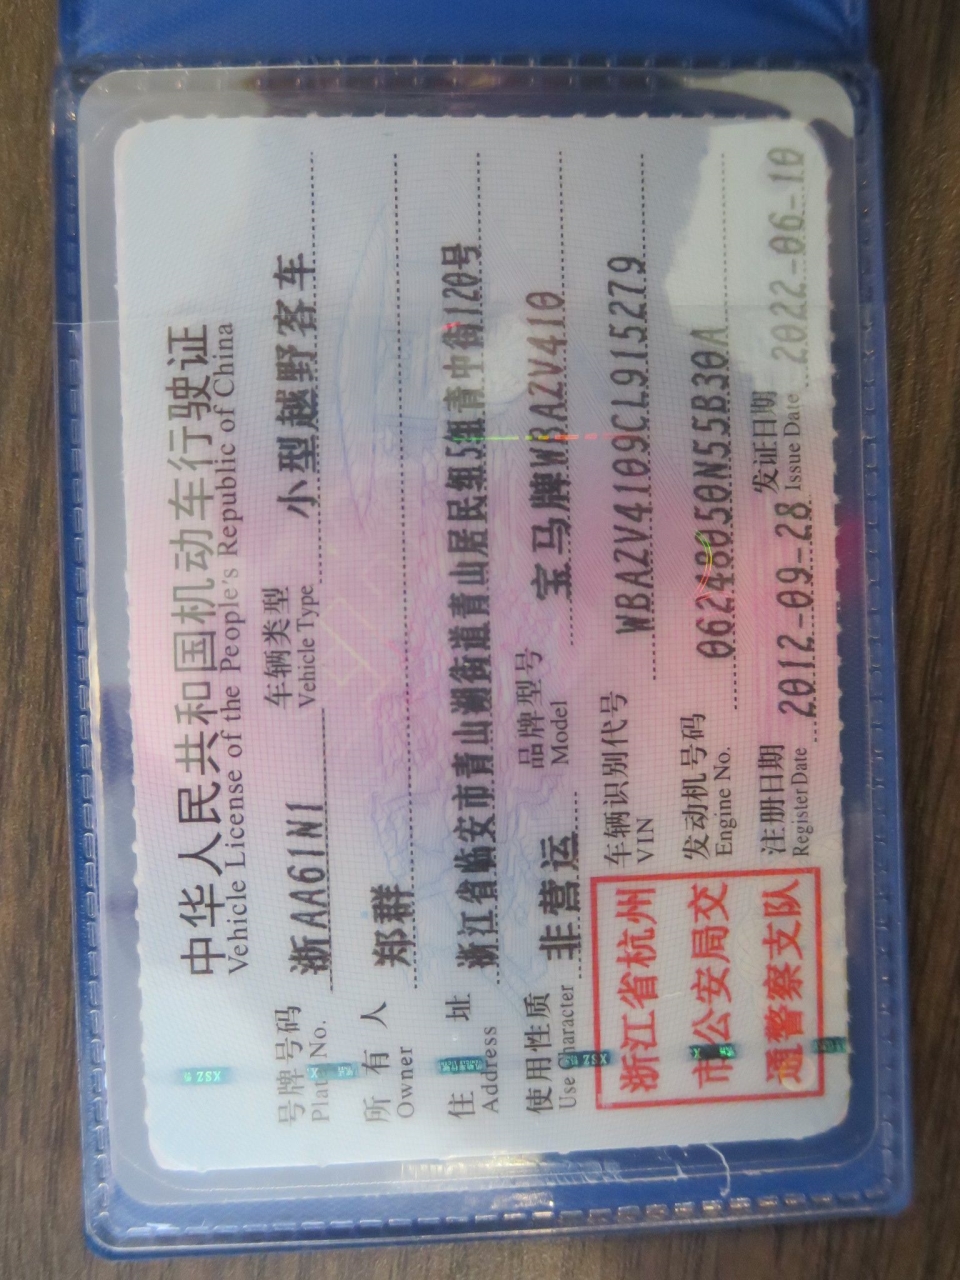 中华人民共和国机动车行驶证
Vehicle License of the People's Republic of China
号牌号码 浙AA61N1 车辆类型 小型越野客车
Plate No. Vehicle Type
所有人 郑群
Owner
住址 浙江省临安市青山湖街道青山居民组5组青中街120号
Address
使用性质 非营运 品牌型号 宝马牌WBAZV410
Use Character Model
浙江省杭州
市公安局交
通警察支队
车辆识别代号 WBAZV4109CL915279
VIN
发动机号码 06248050N55B30A
Engine No.
注册日期 2012-09-28 发证日期 2022-06-10
Register Date Issue Date